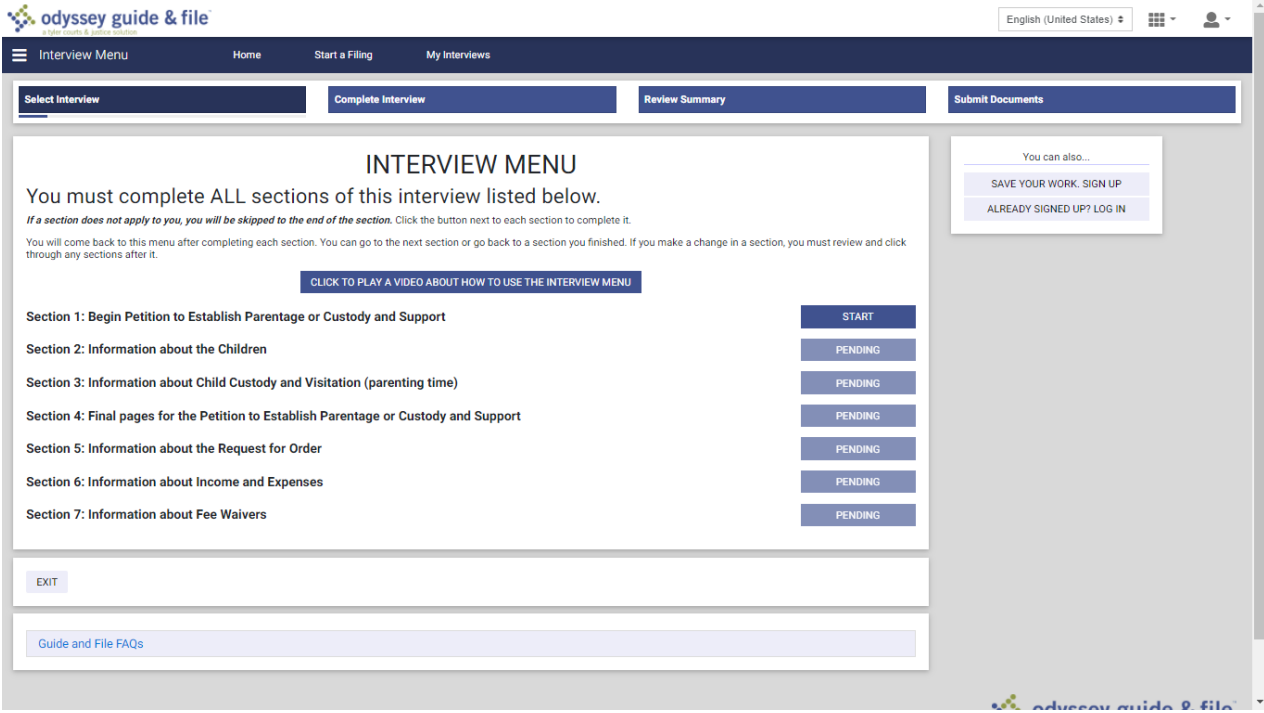 odyssey guide & file
a tyler courts & justice solution
English (United States)
Interview Menu
Home
Start a Filing
My Interviews
Select Interview
Complete Interview
Review Summary
Submit Documents
INTERVIEW MENU
You must complete ALL sections of this interview listed below.
If a section does not apply to you, you will be skipped to the end of the section. Click the button next to each section to complete it.
You will come back to this menu after completing each section. You can go to the next section or go back to a section you finished. If you make a change in a section, you must review and click
through any sections after it.
CLICK TO PLAY A VIDEO ABOUT HOW TO USE THE INTERVIEW MENU
Section 1: Begin Petition to Establish Parentage or Custody and Support
START
Section 2: Information about the Children
PENDING
Section 3: Information about Child Custody and Visitation (parenting time)
PENDING
Section 4: Final pages for the Petition to Establish Parentage or Custody and Support
PENDING
Section 5: Information about the Request for Order
PENDING
Section 6: Information about Income and Expenses
PENDING
Section 7: Information about Fee Waivers
PENDING
You can also...
SAVE YOUR WORK. SIGN UP
ALREADY SIGNED UP? LOG IN
EXIT
Guide and File FAQs
odyssey guide & file